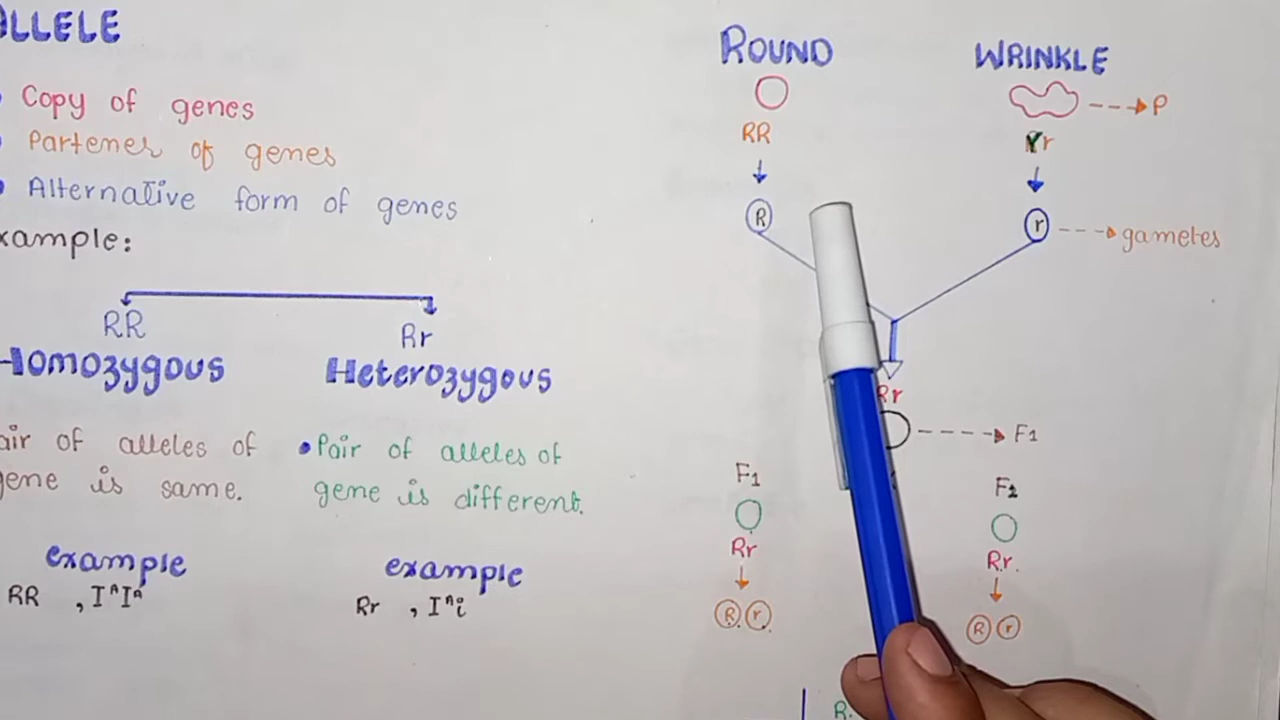 ALLELE
Copy of genes
Partener of genes
Alternative form of genes
xample:
RR
Rr
Homozygous
Heterozygous
air of alleles of
gene is same.
Pair of alleles of
gene is different.
example
RR , IᴬIᴬ
example
Rr , Iᴬi
ROUND
WRINKLE
P
RR
rr
R
r
gametes
Rr
F1
F1
Rr
R r
F2
Rr
R r
R